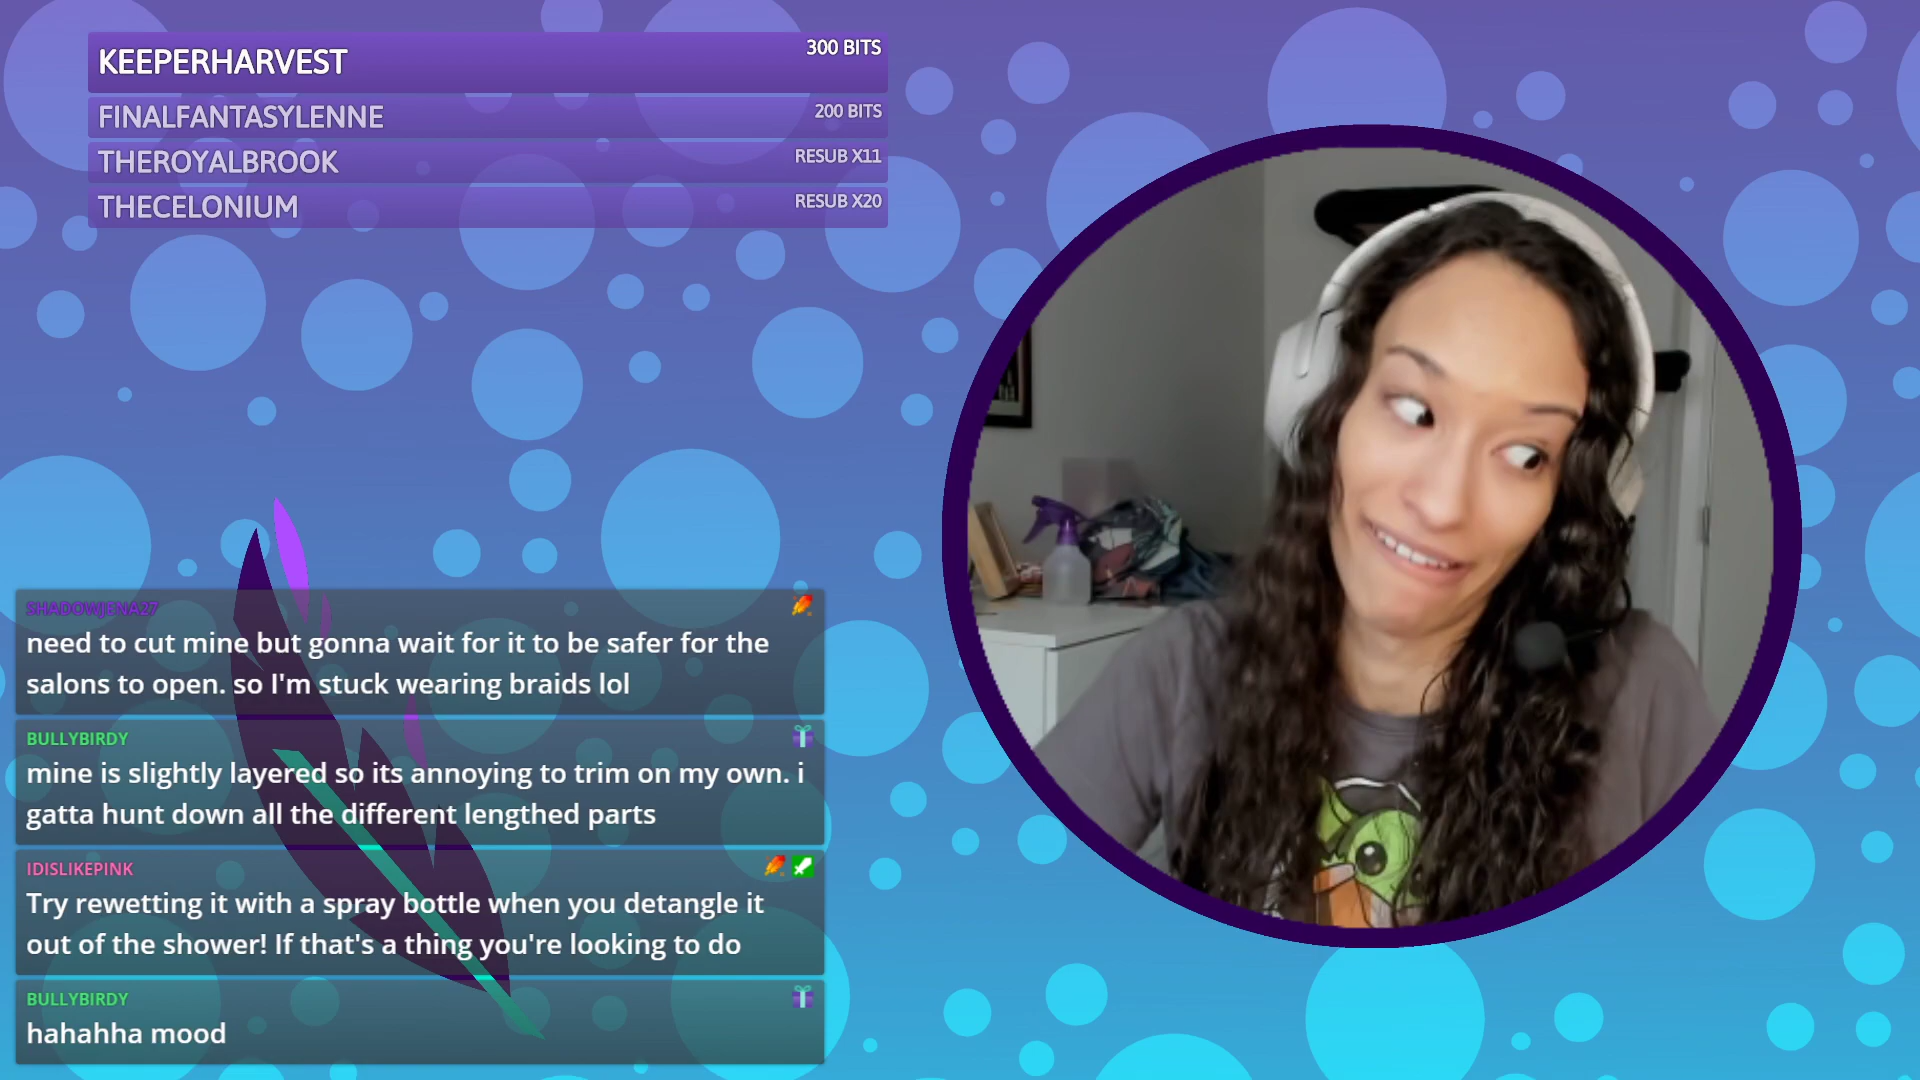 KEEPERHARVEST 300 BITS
FINALFANTASYLENNE 200 BITS
THEROYALBROOK RESUB X11
THECELONIUM RESUB X20
SHADOWJENA27
need to cut mine but gonna wait for it to be safer for the
salons to open. so I'm stuck wearing braids lol
BULLYBIRDY
mine is slightly layered so its annoying to trim on my own. i
gatta hunt down all the different lengthed parts
IDISLIKEPINK
Try rewetting it with a spray bottle when you detangle it
out of the shower! If that's a thing you're looking to do
BULLYBIRDY
hahahha mood